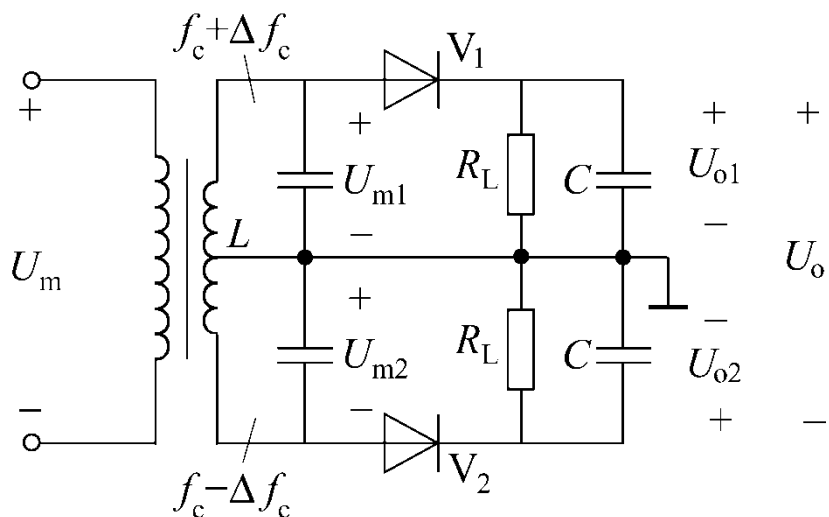 f_c+Δf_c
V_1
+
+
+
+
U_m1
R_L
C
U_o1
−
−
L
U_m
U_o
+
−
U_m2
R_L
C
U_o2
−
−
+
−
V_2
f_c−Δf_c